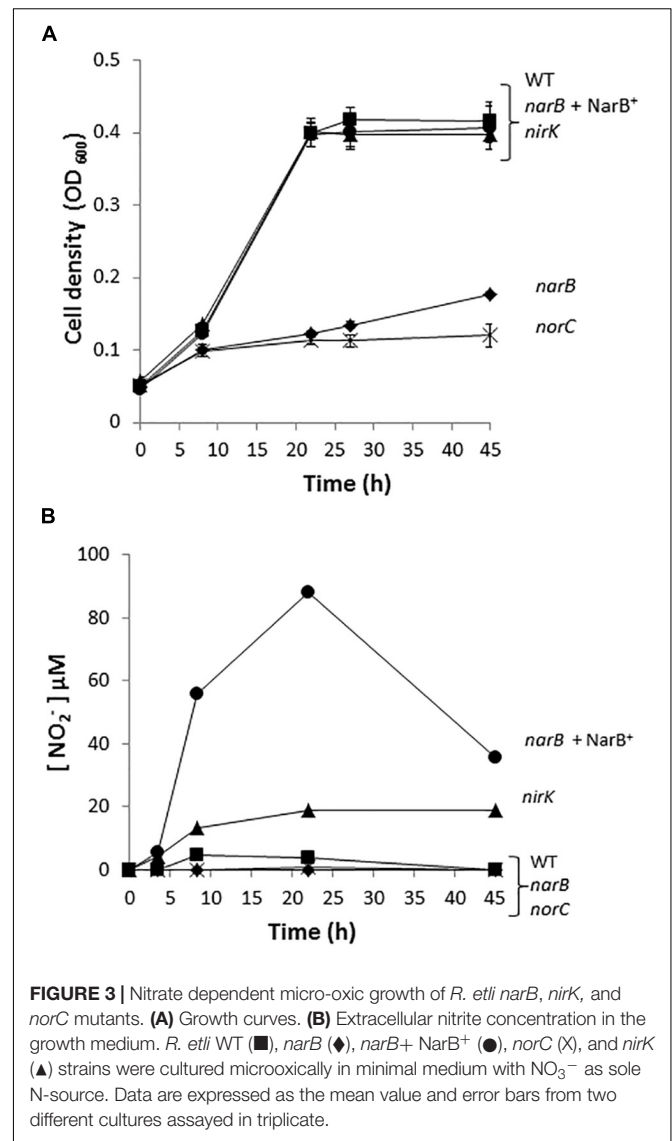 A
0.5
0.4
0.3
0.2
0.1
0
Cell density (OD600)
WT
narB + NarB+
nirK
narB
norC
0 5 10 15 20 25 30 35 40 45
Time (h)
B
100
80
60
40
20
0
[ NO2- ] µM
narB + NarB+
nirK
WT
narB
norC
0 5 10 15 20 25 30 35 40 45
Time (h)
FIGURE 3 | Nitrate dependent micro-oxic growth of R. etli narB, nirK, and
norC mutants. (A) Growth curves. (B) Extracellular nitrite concentration in the
growth medium. R. etli WT (■), narB (♦), narB+ NarB+ (●), norC (X), and nirK
(▲) strains were cultured microoxically in minimal medium with NO3− as sole
N-source. Data are expressed as the mean value and error bars from two
different cultures assayed in triplicate.